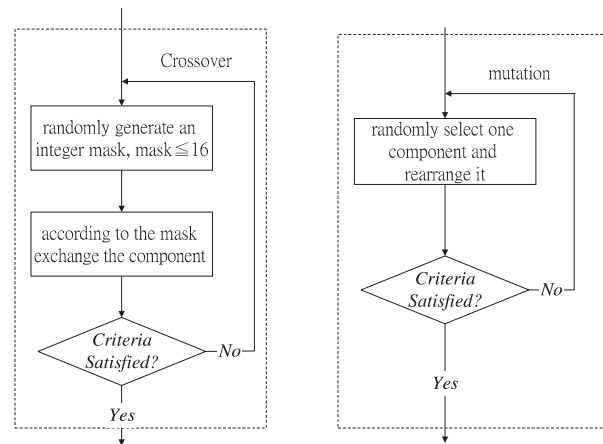 Crossover
randomly generate an
integer mask, mask≦16
according to the mask
exchange the component
Criteria
Satisfied?
No
Yes
mutation
randomly select one
component and
rearrange it
Criteria
Satisfied?
No
Yes